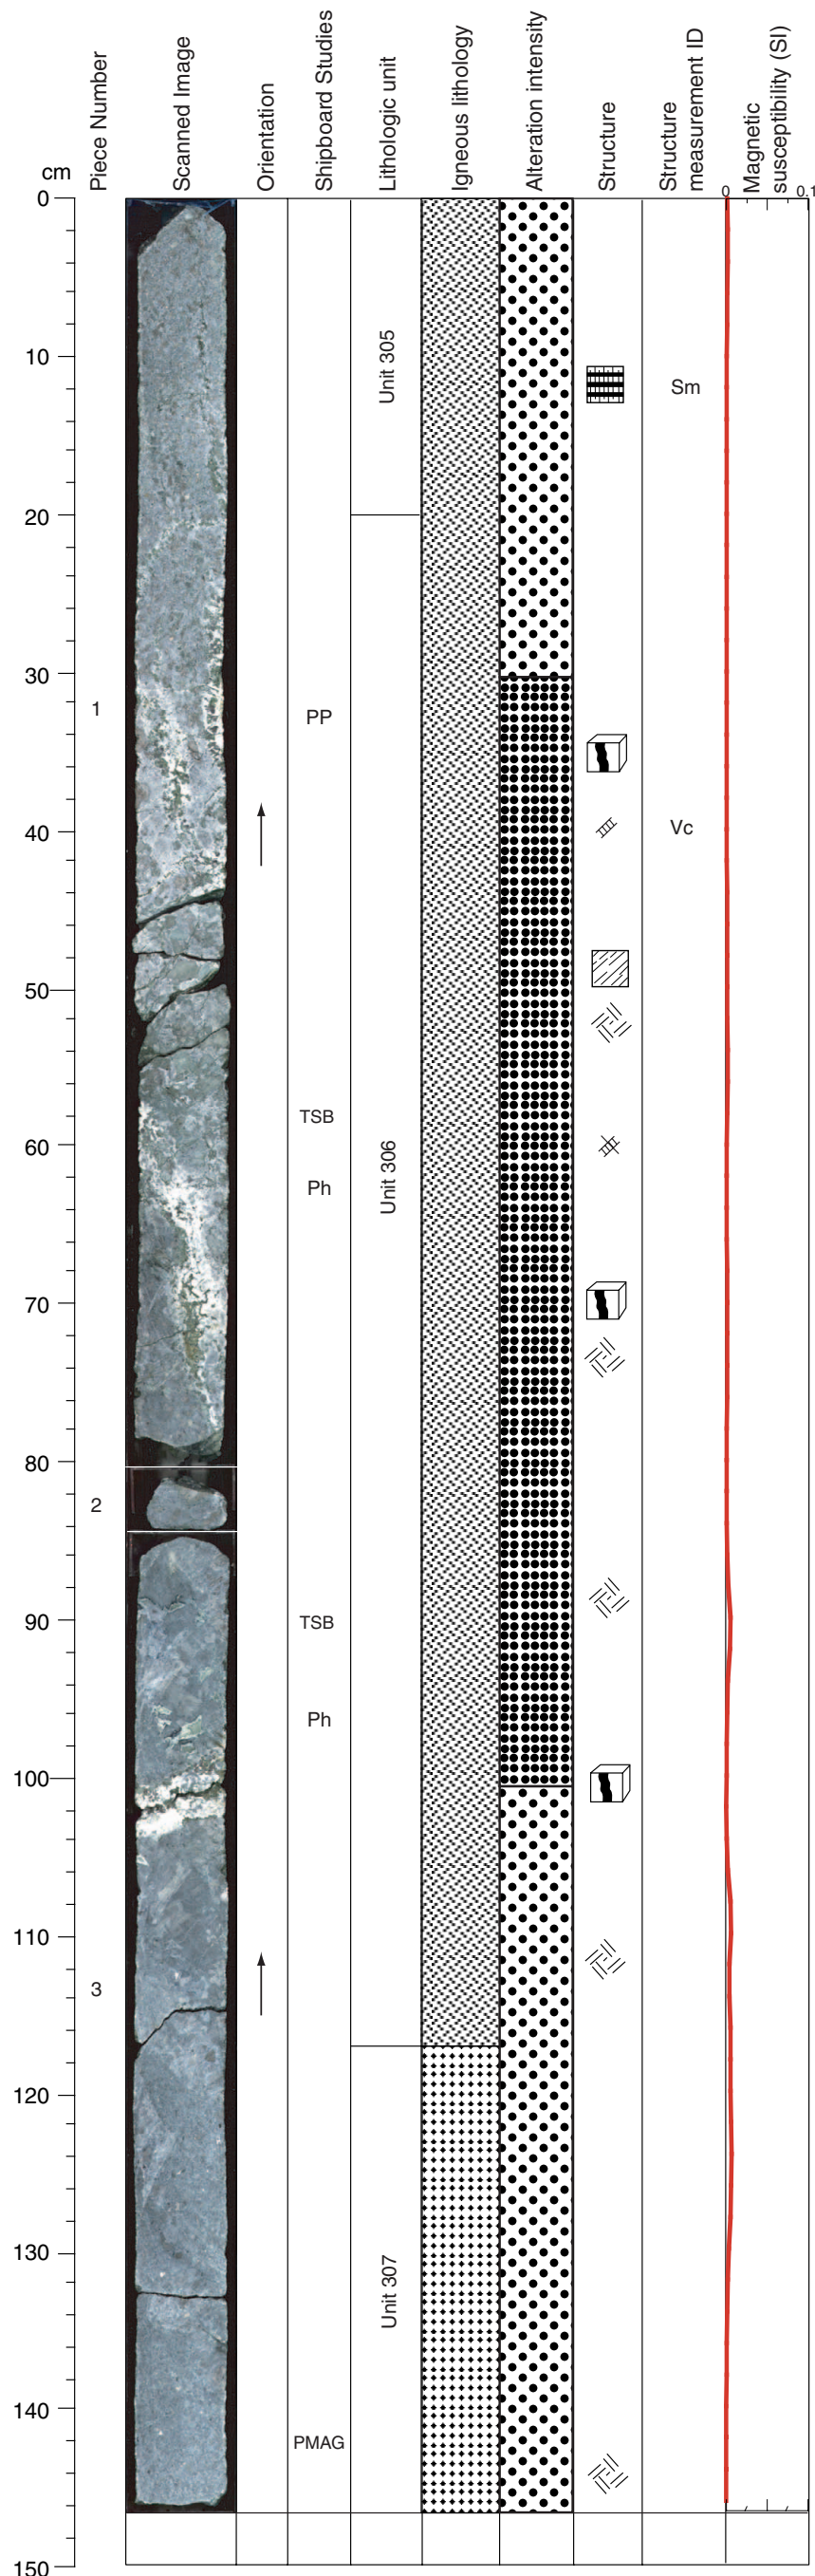 cm
Piece Number
Scanned Image
Orientation
Shipboard Studies
Lithologic unit
Igneous lithology
Alteration intensity
Structure
Structure
measurement ID
Magnetic
susceptibility (SI)
0
0.1
0
Unit 305
10
Sm
20
30
1
PP
40
Vc
50
TSB
60
Unit 306
Ph
70
80
2
90
TSB
Ph
100
110
3
120
130
Unit 307
140
PMAG
150